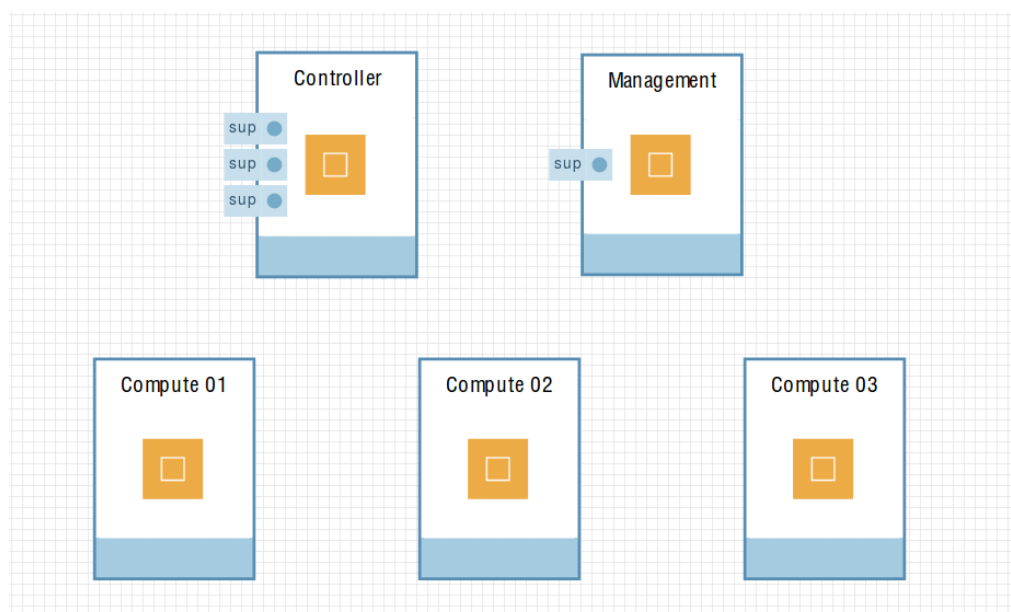 Controller
Management
sup
sup
sup
sup
Compute 01
Compute 02
Compute 03